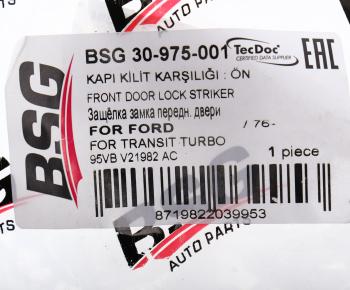 AUTO PARTS
BSG
BSG 30-975-001
TecDoc
CERTIFIED DATA SUPPLIER
EAC
KAPI KİLİT KARŞILIĞI : ÖN
FRONT DOOR LOCK STRIKER
Защёлка замка передн. двери
FOR FORD / 76-
FOR TRANSIT TURBO
95VB V21982 AC
1 piece
8719822039953
AUTO PARTS
AUTO PARTS